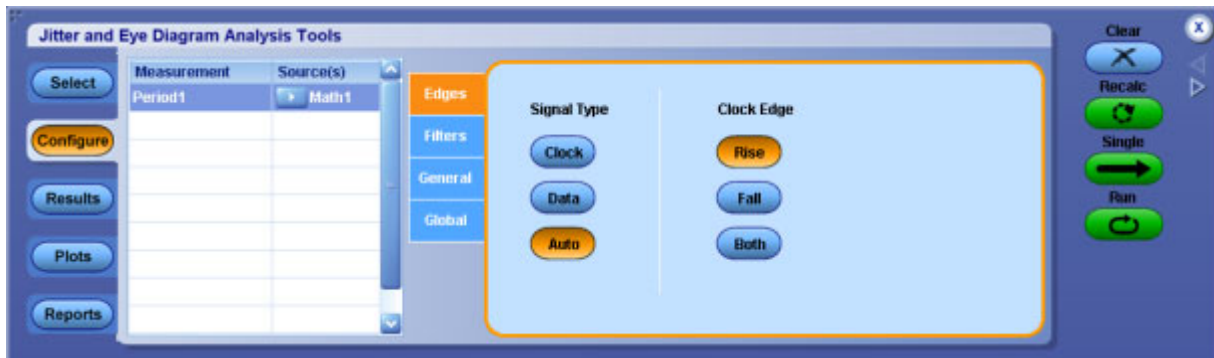 Jitter and Eye Diagram Analysis Tools
Select
Configure
Results
Plots
Reports
Measurement Source(s)
Period1 Math1
Edges
Filters
General
Global
Signal Type
Clock
Data
Auto
Clock Edge
Rise
Fall
Both
Clear
X
Recalc
Single
Run